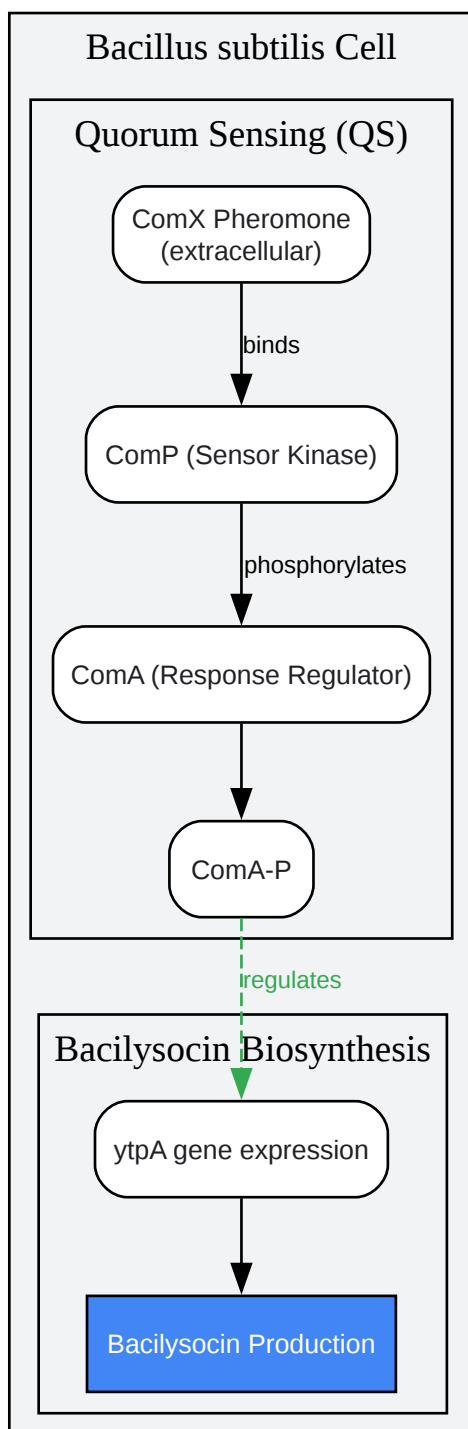 Bacillus subtilis Cell
Quorum Sensing (QS)
ComX Pheromone
(extracellular)
binds
ComP (Sensor Kinase)
phosphorylates
ComA (Response Regulator)
ComA-P
regulates
Bacilysocin Biosynthesis
ytpA gene expression
Bacilysocin Production